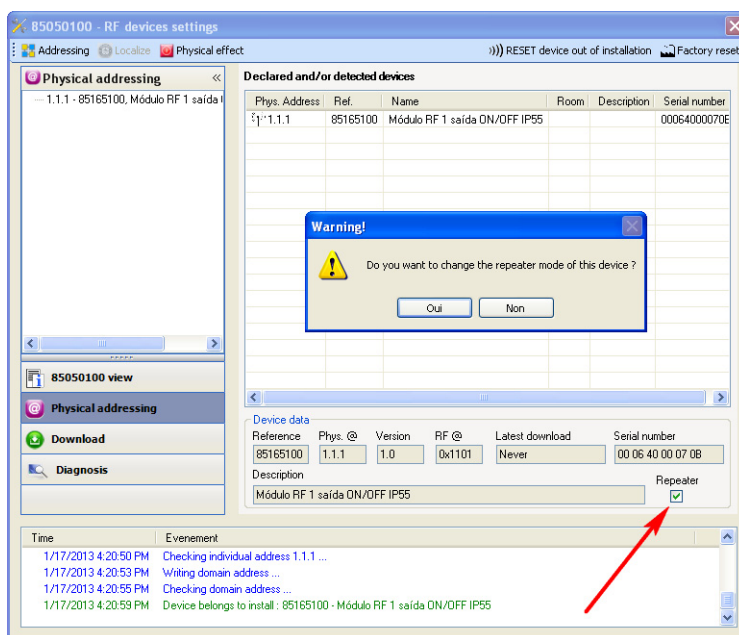 85050100 - RF devices settings
Addressing Localize Physical effect ))) RESET device out of installation Factory reset
Physical addressing «
1.1.1 - 85165100, Módulo RF 1 saída
Declared and/or detected devices
Phys. Address Ref. Name Room Description Serial number
1.1.1 85165100 Módulo RF 1 saída ON/OFF IP55 00064000070E
Warning!
Do you want to change the repeater mode of this device ?
Oui Non
85050100 view
Physical addressing
Download
Diagnosis
Device data
Reference Phys. @ Version RF @ Latest download Serial number
85165100 1.1.1 1.0 0x1101 Never 00 06 40 00 07 0B
Description
Repeater
Módulo RF 1 saída ON/OFF IP55
Time Evenement
1/17/2013 4:20:50 PM Checking individual address 1.1.1 ...
1/17/2013 4:20:53 PM Writing domain address ...
1/17/2013 4:20:55 PM Checking domain address ...
1/17/2013 4:20:59 PM Device belongs to install : 85165100 - Módulo RF 1 saída ON/OFF IP55